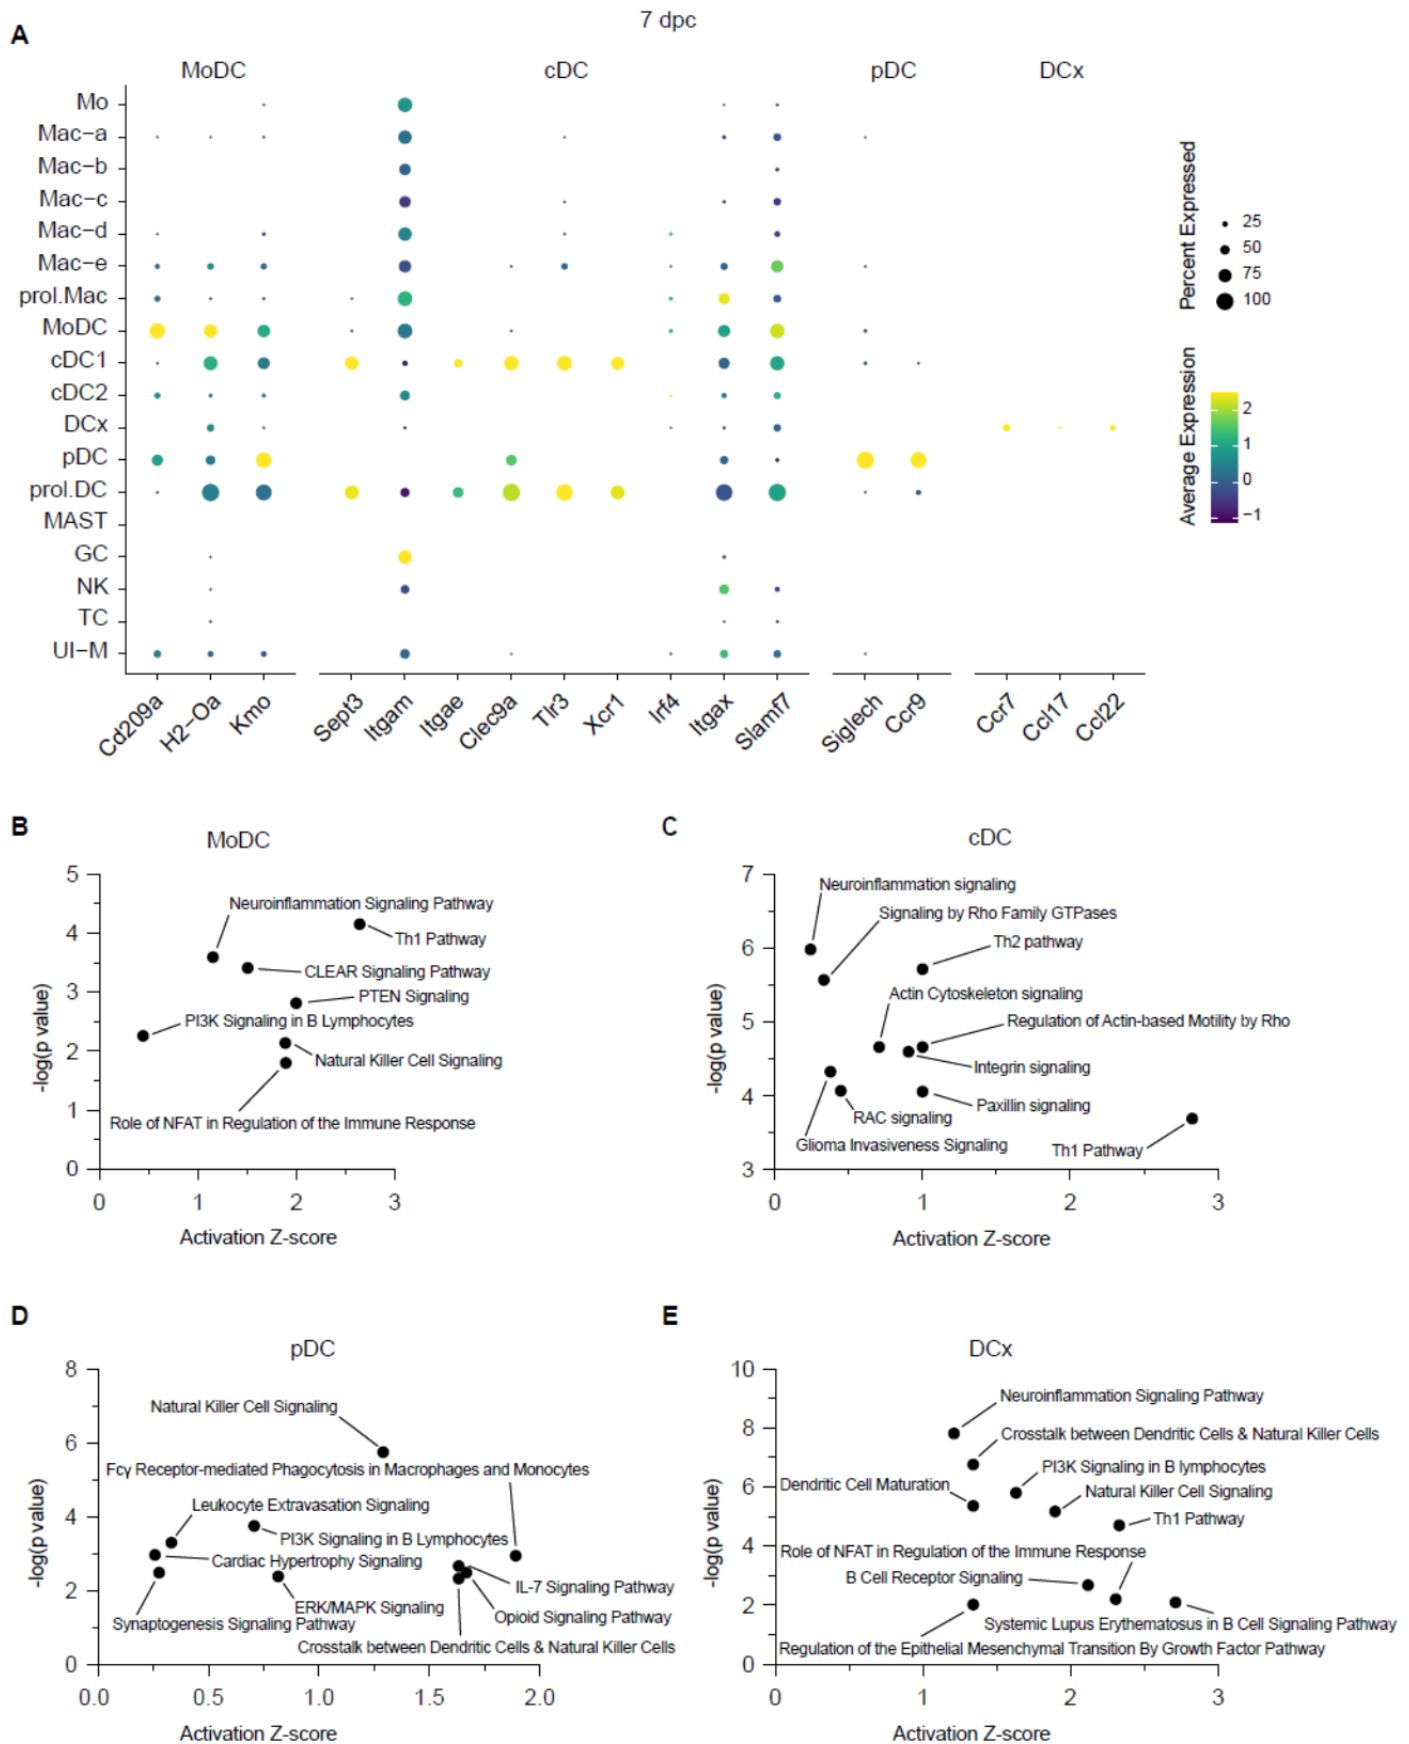 7 dpc
A
MoDC
cDC
pDC
DCx
Mo
Mac-a
Mac-b
Mac-c
Mac-d
Mac-e
prol.Mac
MoDC
cDC1
cDC2
DCx
pDC
prol.DC
MAST
GC
NK
TC
UI-M
Cd209a
H2-Oa
Kmo
Sept3
Itgam
Itgae
Clec9a
Tlr3
Xcr1
Irf4
Itgax
Slamf7
Siglech
Ccr9
Ccr7
Ccl17
Ccl22
Percent Expressed
25
50
75
100
Average Expression
2
1
0
-1
B
MoDC
5
4
3
2
1
0
-log(p value)
Neuroinflammation Signaling Pathway
Th1 Pathway
CLEAR Signaling Pathway
PTEN Signaling
PI3K Signaling in B Lymphocytes
Natural Killer Cell Signaling
Role of NFAT in Regulation of the Immune Response
0 1 2 3
Activation Z-score
C
cDC
7
6
5
4
3
-log(p value)
Neuroinflammation signaling
Signaling by Rho Family GTPases
Th2 pathway
Actin Cytoskeleton signaling
Regulation of Actin-based Motility by Rho
Integrin signaling
Paxillin signaling
RAC signaling
Glioma Invasiveness Signaling
Th1 Pathway
0 1 2 3
Activation Z-score
D
pDC
8
6
4
2
0
-log(p value)
Natural Killer Cell Signaling
Fcγ Receptor-mediated Phagocytosis in Macrophages and Monocytes
Leukocyte Extravasation Signaling
PI3K Signaling in B Lymphocytes
Cardiac Hypertrophy Signaling
IL-7 Signaling Pathway
ERK/MAPK Signaling
Opioid Signaling Pathway
Synaptogenesis Signaling Pathway
Crosstalk between Dendritic Cells & Natural Killer Cells
0.0 0.5 1.0 1.5 2.0
Activation Z-score
E
DCx
10
8
6
4
2
0
-log(p value)
Neuroinflammation Signaling Pathway
Crosstalk between Dendritic Cells & Natural Killer Cells
PI3K Signaling in B lymphocytes
Dendritic Cell Maturation
Natural Killer Cell Signaling
Th1 Pathway
Role of NFAT in Regulation of the Immune Response
B Cell Receptor Signaling
Systemic Lupus Erythematosus in B Cell Signaling Pathway
Regulation of the Epithelial Mesenchymal Transition By Growth Factor Pathway
0 1 2 3
Activation Z-score